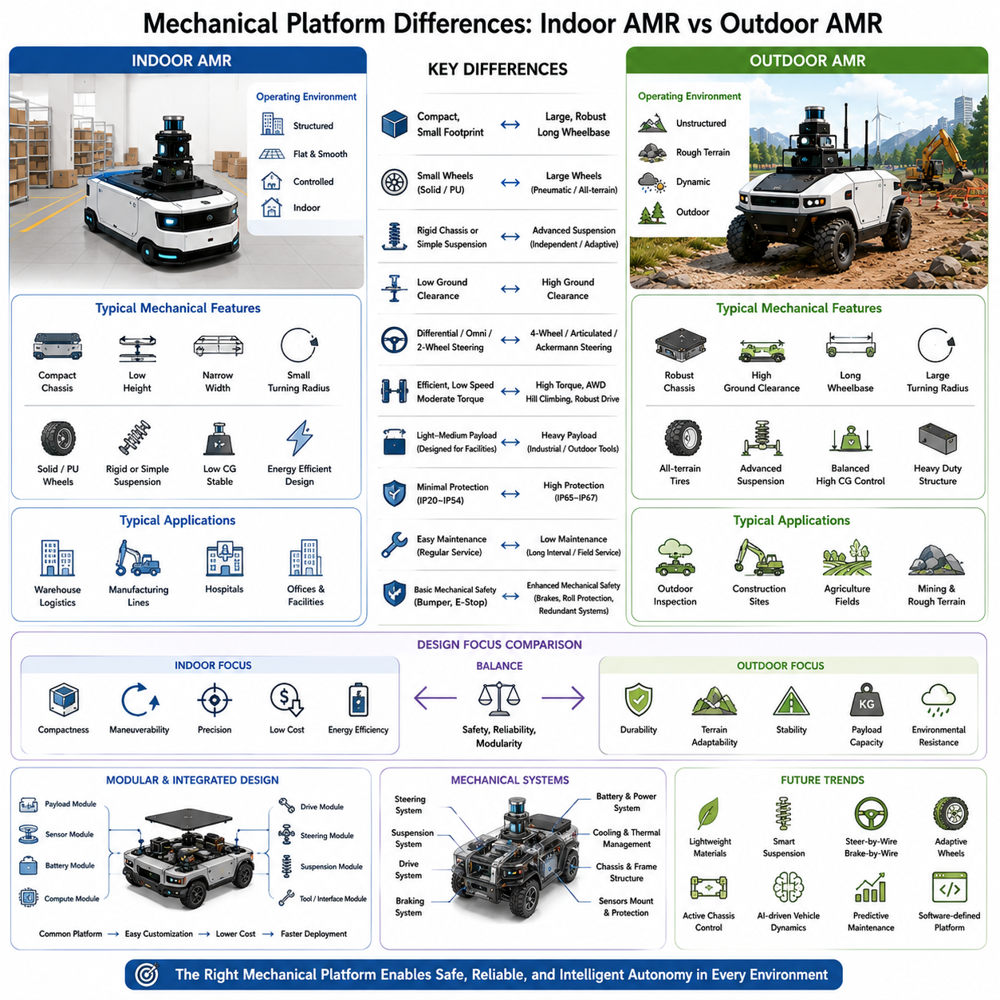 Mechanical Platform Differences: Indoor AMR vs Outdoor AMR
INDOOR AMR
Operating Environment
Structured
Flat & Smooth
Controlled
Indoor
Typical Mechanical Features
Compact
Chassis
Low
Height
Narrow
Width
Small
Turning Radius
Solid / PU
Wheels
Rigid or Simple
Suspension
Low CG
Stable
Energy Efficient
Design
Typical Applications
Warehouse
Logistics
Manufacturing
Lines
Hospitals
Offices &
Facilities
KEY DIFFERENCES
Compact,
Small Footprint
Large, Robust
Long Wheelbase
Small Wheels
(Solid / PU)
Large Wheels
(Pneumatic / All-terrain)
Rigid Chassis or
Simple Suspension
Advanced Suspension
(Independent / Adaptive)
Low Ground
Clearance
High Ground
Clearance
Differential / Omni /
2-Wheel Steering
4-Wheel / Articulated /
Ackermann Steering
Efficient, Low Speed
Moderate Torque
High Torque, AWD
Hill Climbing, Robust Drive
Light–Medium Payload
(Designed for Facilities)
Heavy Payload
(Industrial / Outdoor Tools)
Minimal Protection
(IP20–IP54)
High Protection
(IP65–IP67)
Easy Maintenance
(Regular Service)
Low Maintenance
(Long Interval / Field Service)
Basic Mechanical Safety
(Bumper, E-Stop)
Enhanced Mechanical Safety
(Brakes, Roll Protection,
Redundant Systems)
OUTDOOR AMR
Operating Environment
Unstructured
Rough Terrain
Dynamic
Outdoor
Typical Mechanical Features
Robust
Chassis
High
Ground Clearance
Long
Wheelbase
Large
Turning Radius
All-terrain
Tires
Advanced
Suspension
Balanced
High CG Control
Heavy Duty
Structure
Typical Applications
Outdoor
Inspection
Construction
Sites
Agriculture
Fields
Mining &
Rough Terrain
DESIGN FOCUS COMPARISON
INDOOR FOCUS
Compactness
Maneuverability
Precision
$
Low Cost
Energy Efficiency
BALANCE
Safety, Reliability,
Modularity
OUTDOOR FOCUS
Durability
Terrain
Adaptability
Stability
KG
Payload
Capacity
Environmental
Resistance
MODULAR & INTEGRATED DESIGN
Payload Module
Sensor Module
Battery Module
Compute Module
Drive Module
Steering Module
Suspension Module
Tool / Interface Module
Common Platform → Easy Customization → Lower Cost → Faster Deployment
MECHANICAL SYSTEMS
Steering
System
Suspension
System
Drive
System
Braking
System
Battery & Power
System
Cooling & Thermal
Management
Chassis & Frame
Structure
Sensors Mount
& Protection
FUTURE TRENDS
Lightweight
Materials
Smart
Suspension
Steer-by-Wire
Brake-by-Wire
Adaptive
Wheels
Active Chassis
Control
AI-driven Vehicle
Dynamics
Predictive
Maintenance
</>
Software-defined
Platform
The Right Mechanical Platform Enables Safe, Reliable, and Intelligent Autonomy in Every Environment